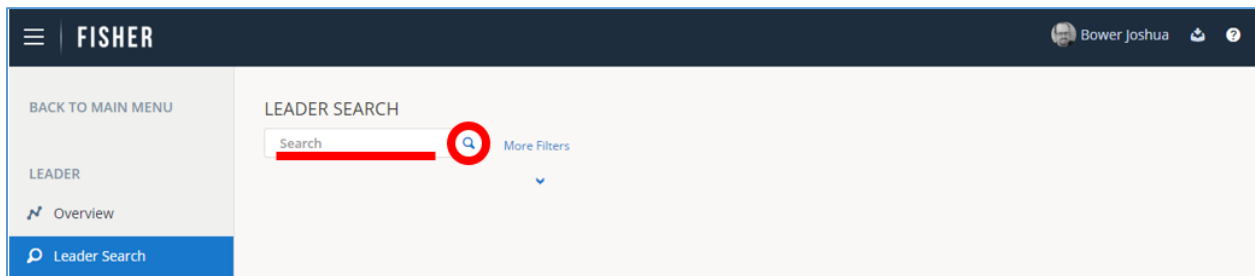 FISHER
Bower Joshua
BACK TO MAIN MENU
LEADER SEARCH
Search
More Filters
LEADER
Overview
Leader Search